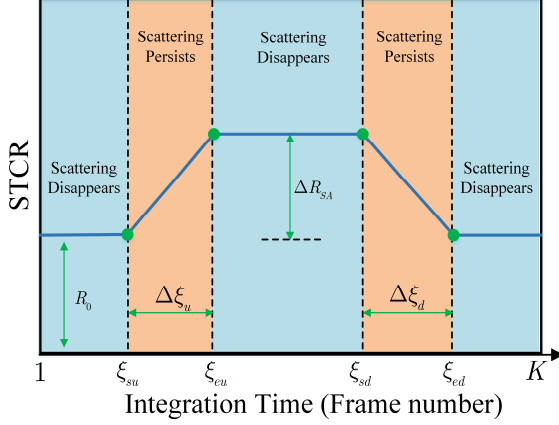 Scattering
Persists
Scattering
Disappears
Scattering
Persists
Scattering
Disappears
Scattering
Disappears
STCR
ΔR_SA
R_0
Δξ_u
Δξ_d
1
ξ_su
ξ_eu
ξ_sd
ξ_ed
K
Integration Time (Frame number)